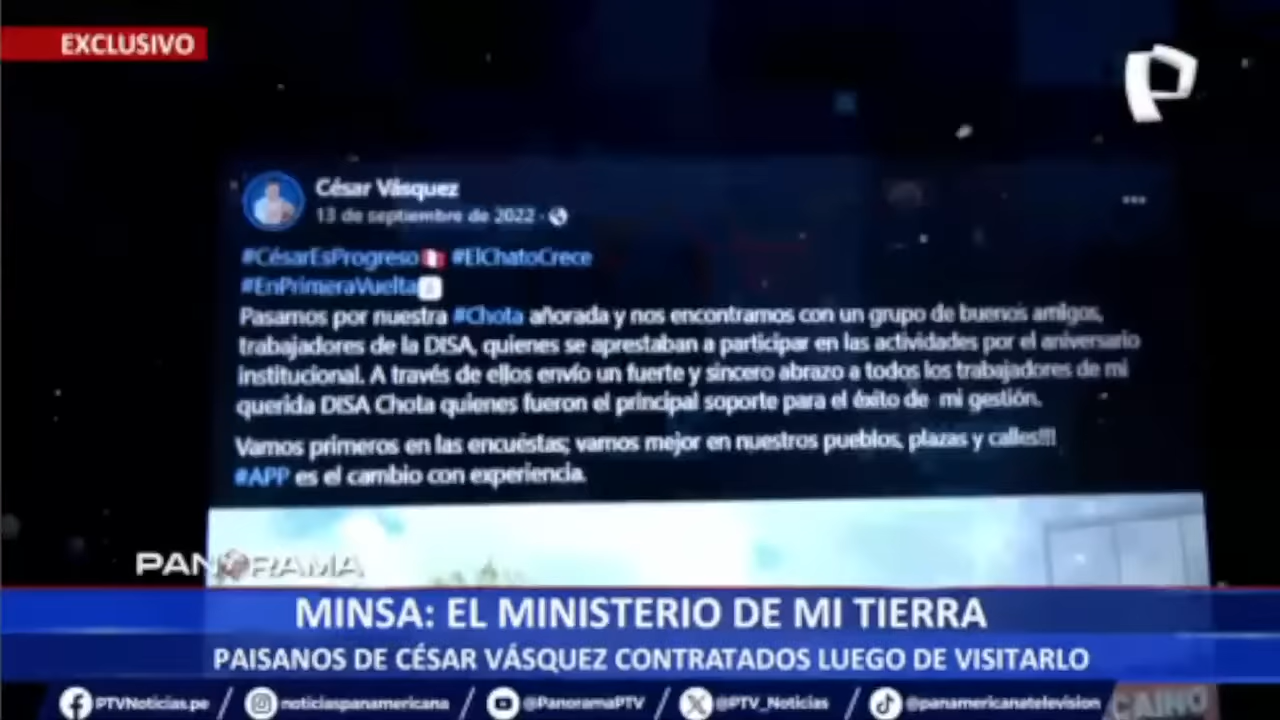 EXCLUSIVO
César Vásquez
13 de septiembre de 2022 ·
#CésarEsProgreso #ElChatoCrece
#EnPrimeraVuelta
Pasamos por nuestra #Chota añorada y nos encontramos con un grupo de buenos amigos,
trabajadores de la DISA, quienes se aprestaban a participar en las actividades por el aniversario
institucional. A través de ellos envío un fuerte y sincero abrazo a todos los trabajadores de mi
querida DISA Chota quienes fueron el principal soporte para el éxito de mi gestión.
Vamos primeros en las encuestas; vamos mejor en nuestros pueblos, plazas y calles!!!
#APP es el cambio con experiencia.
PANORAMA
MINSA: EL MINISTERIO DE MI TIERRA
PAISANOS DE CÉSAR VÁSQUEZ CONTRATADOS LUEGO DE VISITARLO
PTVNoticias.pe / noticiaspanamericana / @PanoramaPTV / @PTV_Noticias / @panamericanatelevision